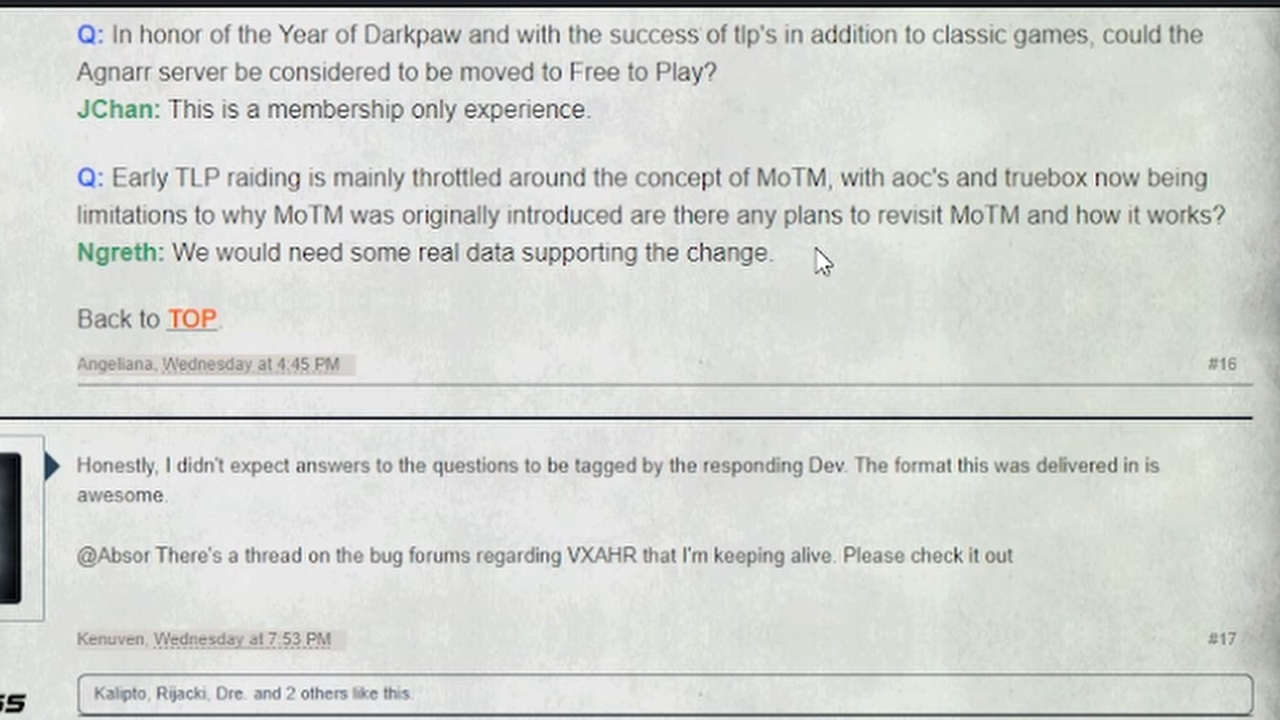 Q: In honor of the Year of Darkpaw and with the success of tlp's in addition to classic games, could the
Agnarr server be considered to be moved to Free to Play?
JChan: This is a membership only experience.
Q: Early TLP raiding is mainly throttled around the concept of MoTM, with aoc's and truebox now being
limitations to why MoTM was originally introduced are there any plans to revisit MoTM and how it works?
Ngreth: We would need some real data supporting the change.
Back to TOP.
Angeliana, Wednesday at 4:45 PM #16
Honestly, I didn't expect answers to the questions to be tagged by the responding Dev. The format this was delivered in is
awesome.
@Absor There's a thread on the bug forums regarding VXAHR that I'm keeping alive. Please check it out
Kenuven, Wednesday at 7:53 PM #17
Kalipto, Rijacki, Dre. and 2 others like this.